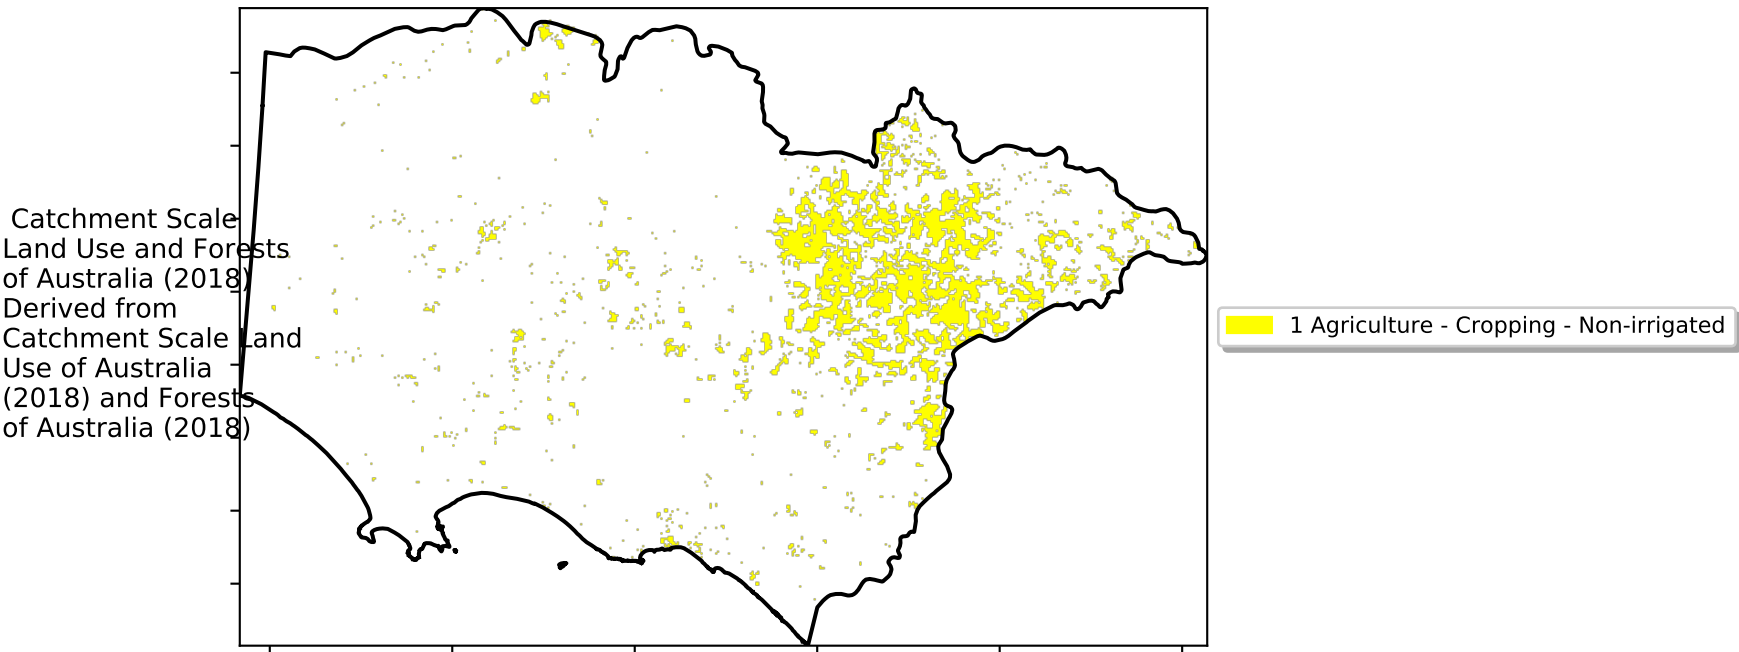 Catchment Scale
Land Use and Forests
of Australia (2018)
Derived from
Catchment Scale Land
Use of Australia
(2018) and Forests
of Australia (2018)
1 Agriculture - Cropping - Non-irrigated